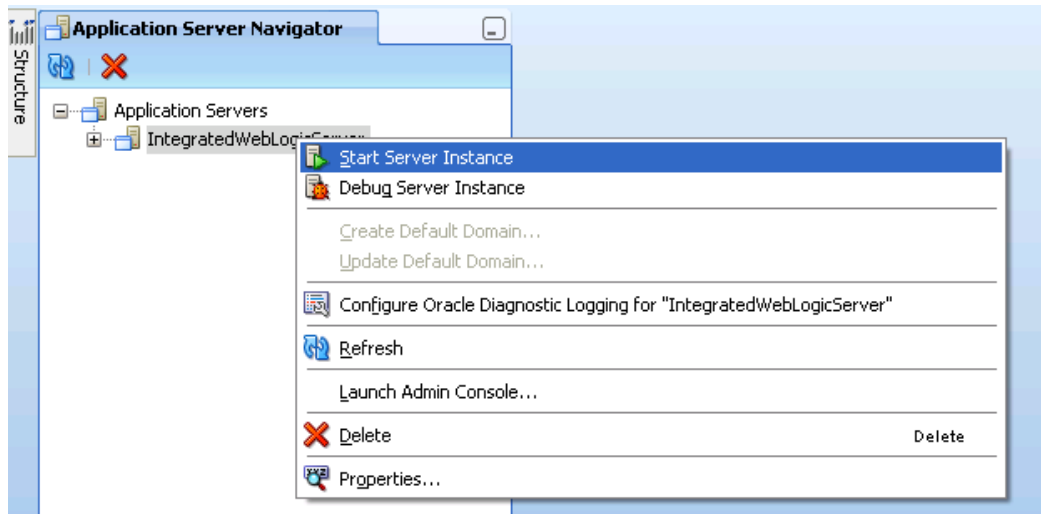 Structure
Application Server Navigator
Application Servers
IntegratedWebLogicServer
Start Server Instance
Debug Server Instance
Create Default Domain...
Update Default Domain...
Configure Oracle Diagnostic Logging for "IntegratedWebLogicServer"
Refresh
Launch Admin Console...
Delete Delete
Properties...